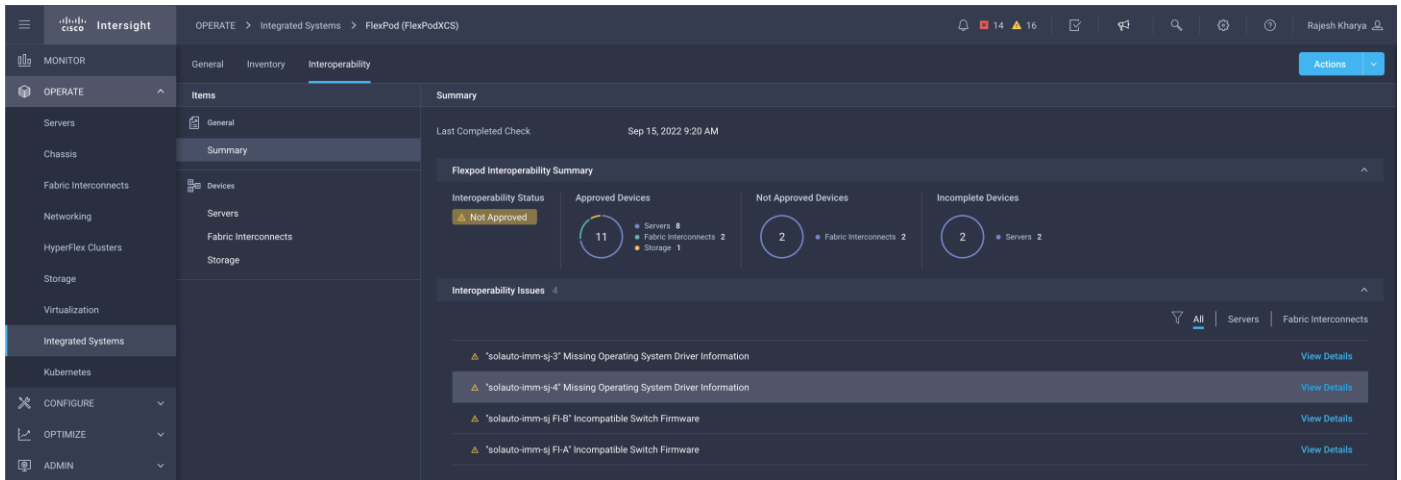 cisco Intersight
OPERATE > Integrated Systems > FlexPod (FlexPodXCS)
14 16
Rajesh Kharya
MONITOR
OPERATE
Servers
Chassis
Fabric Interconnects
Networking
HyperFlex Clusters
Storage
Virtualization
Integrated Systems
Kubernetes
CONFIGURE
OPTIMIZE
ADMIN
General Inventory Interoperability
Actions
Items
General
Summary
Devices
Servers
Fabric Interconnects
Storage
Summary
Last Completed Check Sep 15, 2022 9:20 AM
Flexpod Interoperability Summary
Interoperability Status
Not Approved
Approved Devices
11
Servers 8
Fabric Interconnects 2
Storage 1
Not Approved Devices
2
Fabric Interconnects 2
Incomplete Devices
2
Servers 2
Interoperability Issues 4
All | Servers | Fabric Interconnects
"solauto-imm-sj-3" Missing Operating System Driver Information View Details
"solauto-imm-sj-4" Missing Operating System Driver Information View Details
"solauto-imm-sj FI-B" Incompatible Switch Firmware View Details
"solauto-imm-sj FI-A" Incompatible Switch Firmware View Details